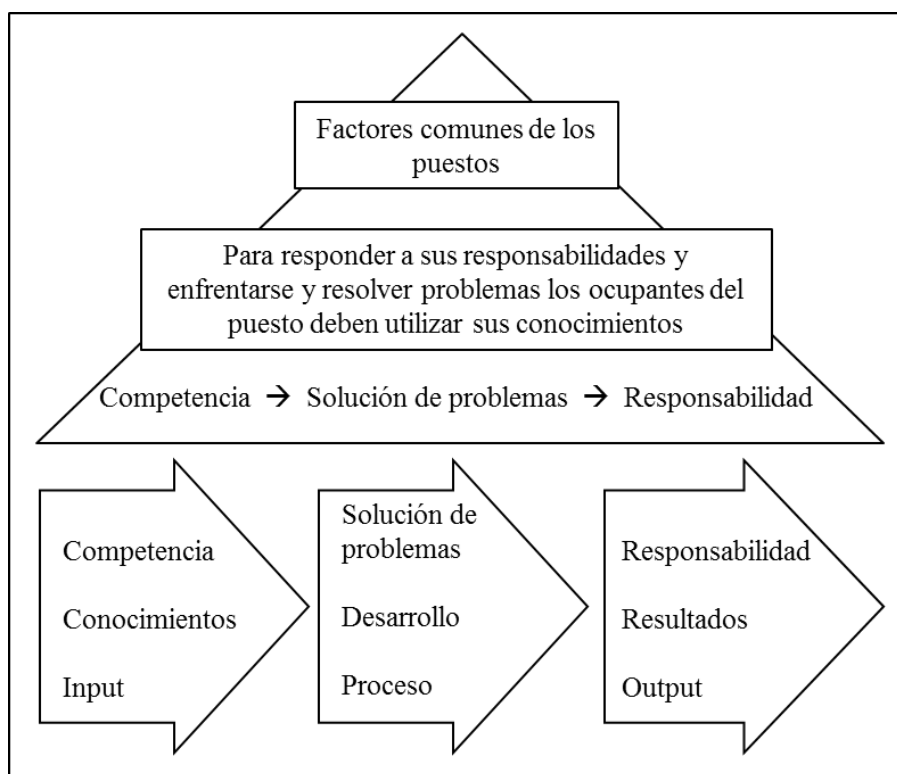 Factores comunes de los
puestos
Para responder a sus responsabilidades y
enfrentarse y resolver problemas los ocupantes del
puesto deben utilizar sus conocimientos
Competencia → Solución de problemas → Responsabilidad
Competencia
Conocimientos
Input
Solución de
problemas
Desarrollo
Proceso
Responsabilidad
Resultados
Output